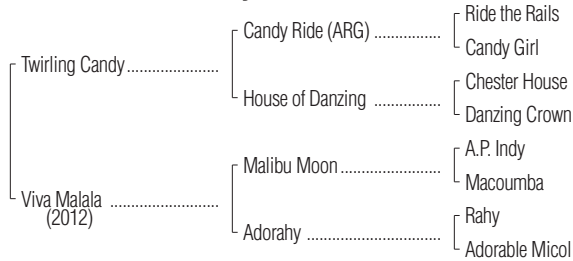 Ride the Rails
Candy Ride (ARG) ................
Candy Girl
Twirling Candy ......................
Chester House
House of Danzing ................
Danzing Crown
A.P. Indy
Malibu Moon ........................
Macoumba
Viva Malala ..........................
(2012)
Rahy
Adorahy ................................
Adorable Micol